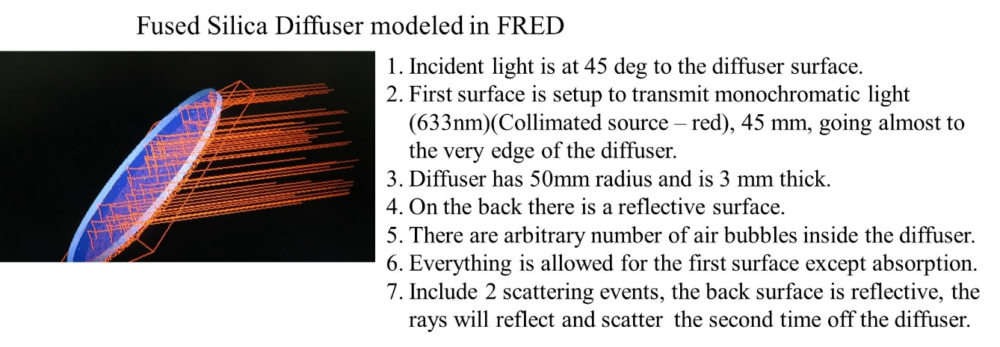 Fused Silica Diffuser modeled in FRED
1. Incident light is at 45 deg to the diffuser surface.
2. First surface is setup to transmit monochromatic light
(633nm)(Collimated source – red), 45 mm, going almost to
the very edge of the diffuser.
3. Diffuser has 50mm radius and is 3 mm thick.
4. On the back there is a reflective surface.
5. There are arbitrary number of air bubbles inside the diffuser.
6. Everything is allowed for the first surface except absorption.
7. Include 2 scattering events, the back surface is reflective, the
rays will reflect and scatter the second time off the diffuser.